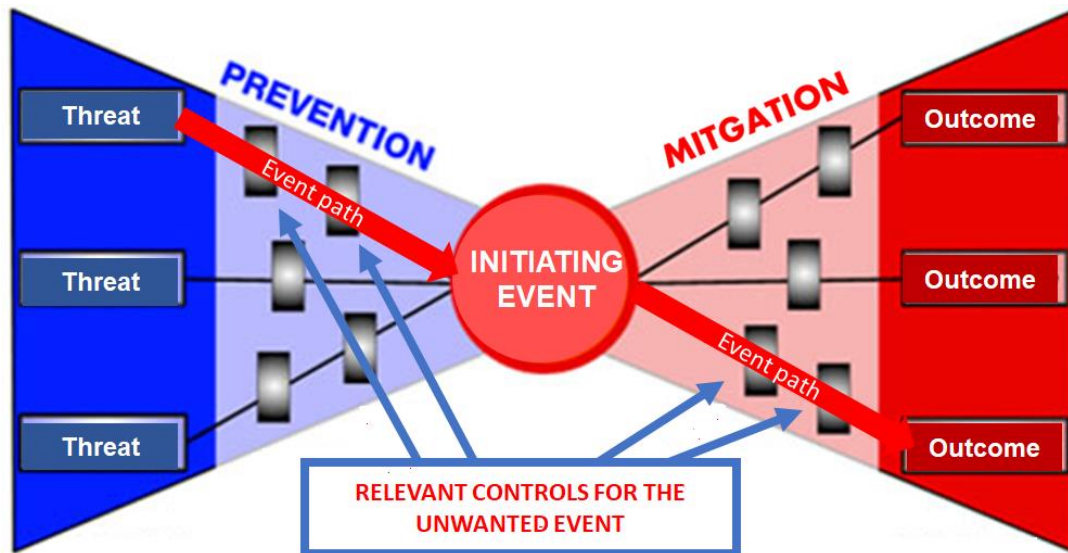 PREVENTION
MITGATION
Threat
Event path
Outcome
Threat
INITIATING
EVENT
Outcome
Event path
Threat
Outcome
RELEVANT CONTROLS FOR THE
UNWANTED EVENT